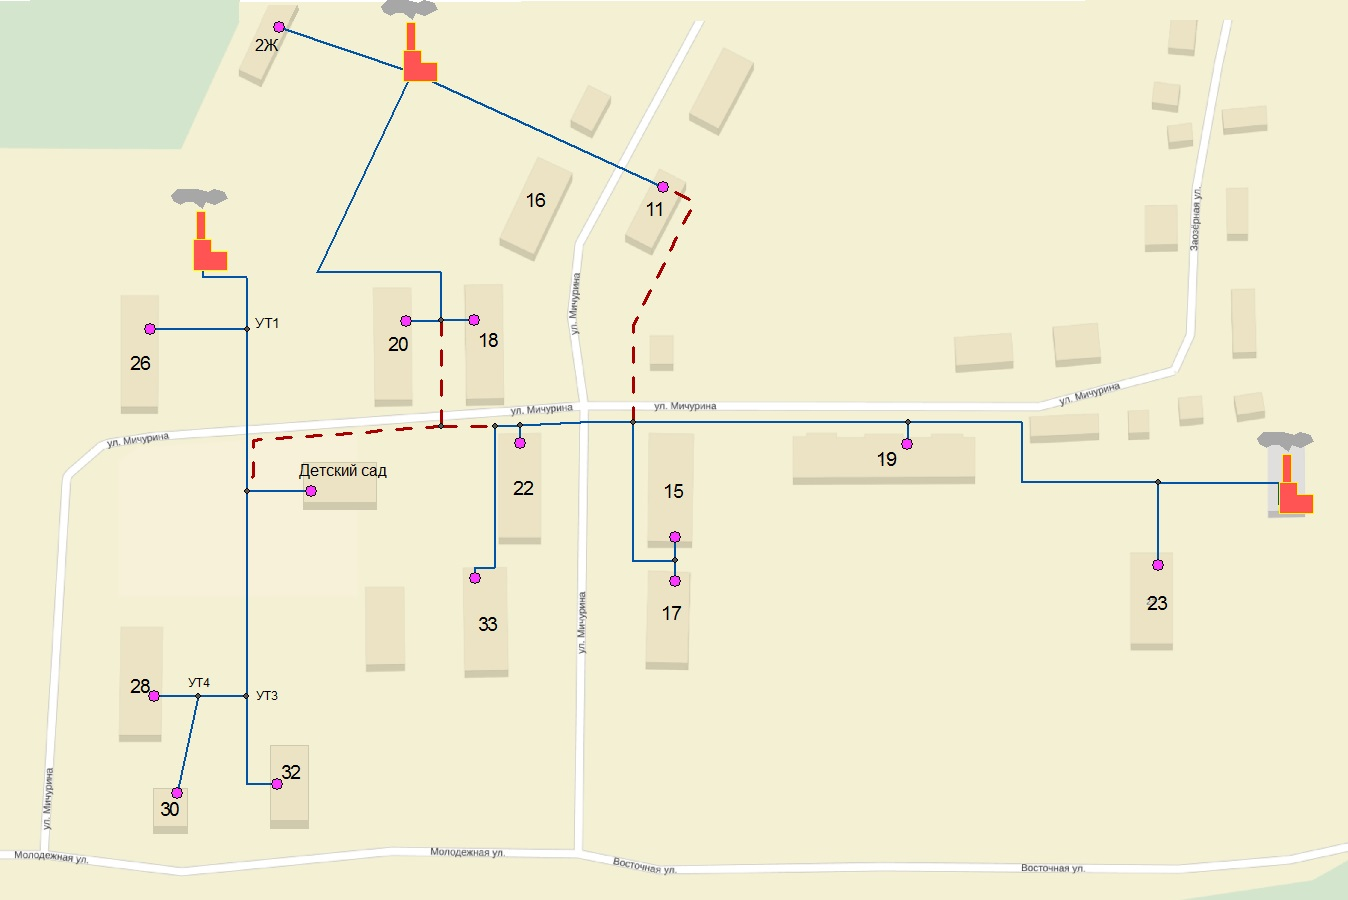 2Ж
16
11
Заозёрная ул.
ул. Мичурина
УТ1
26
20
18
ул. Мичурина
ул. Мичурина
ул. Мичурина
ул. Мичурина
19
Детский сад
22
15
23
33
17
ул. Мичурина
28
УТ4
УТ3
32
30
ул. Мичурина
Молодежная ул.
Молодежная ул.
Восточная ул.
Восточная ул.